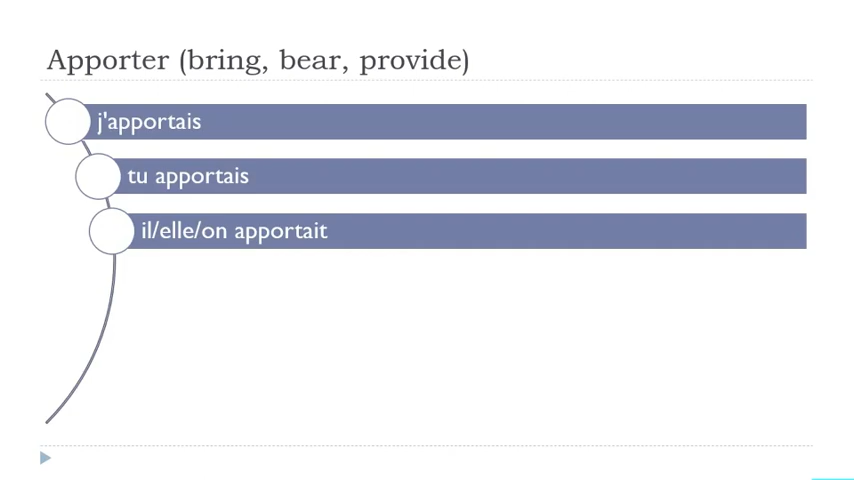 Apporter (bring, bear, provide)
j'apportais
tu apportais
il/elle/on apportait